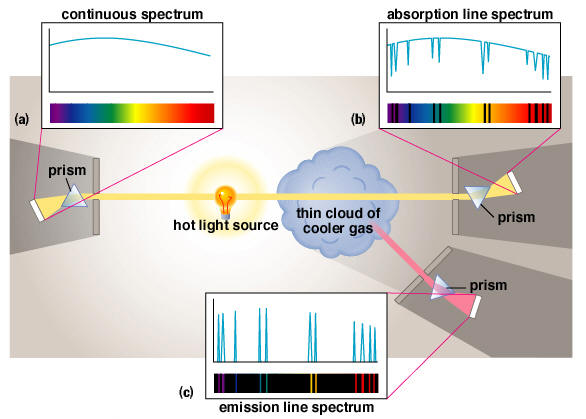 continuous spectrum
absorption line spectrum
(a)
(b)
prism
hot light source
thin cloud of
cooler gas
prism
prism
(c)
emission line spectrum